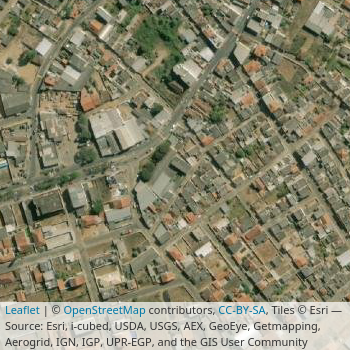 Leaflet | © OpenStreetMap contributors, CC-BY-SA, Tiles © Esri —
Source: Esri, i-cubed, USDA, USGS, AEX, GeoEye, Getmapping,
Aerogrid, IGN, IGP, UPR-EGP, and the GIS User Community